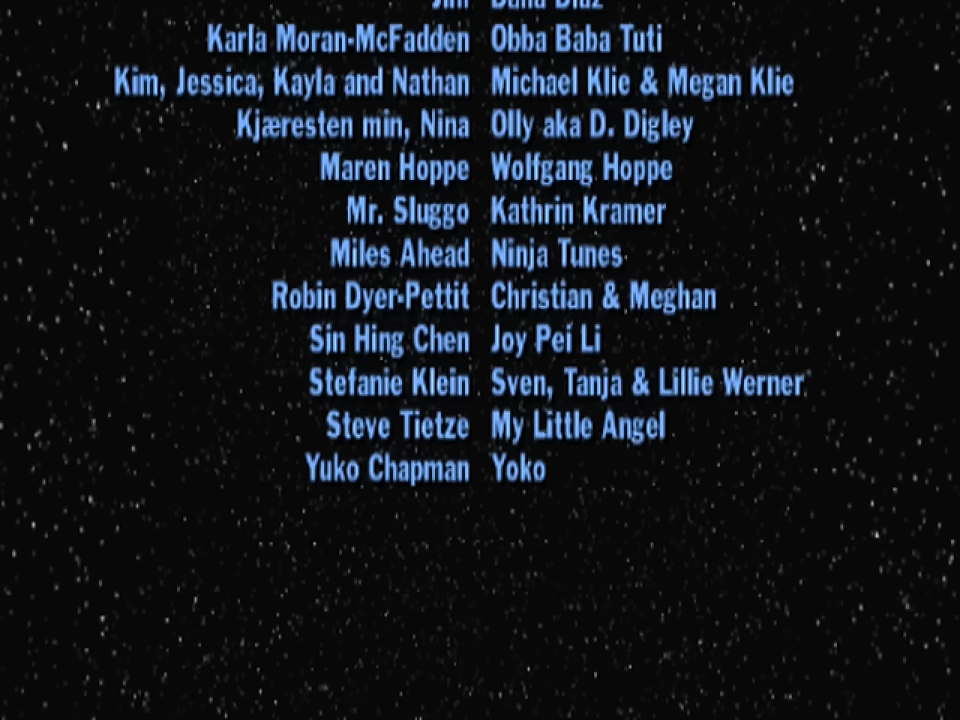 Karla Moran-McFadden Obba Baba Tuti
Kim, Jessica, Kayla and Nathan Michael Klie & Megan Klie
Kjæresten min, Nina Olly aka D. Digley
Maren Hoppe Wolfgang Hoppe
Mr. Sluggo Kathrin Kramer
Miles Ahead Ninja Tunes
Robin Dyer-Pettit Christian & Meghan
Sin Hing Chen Joy Pei Li
Stefanie Klein Sven, Tanja & Lillie Werner
Steve Tietze My Little Angel
Yuko Chapman Yoko